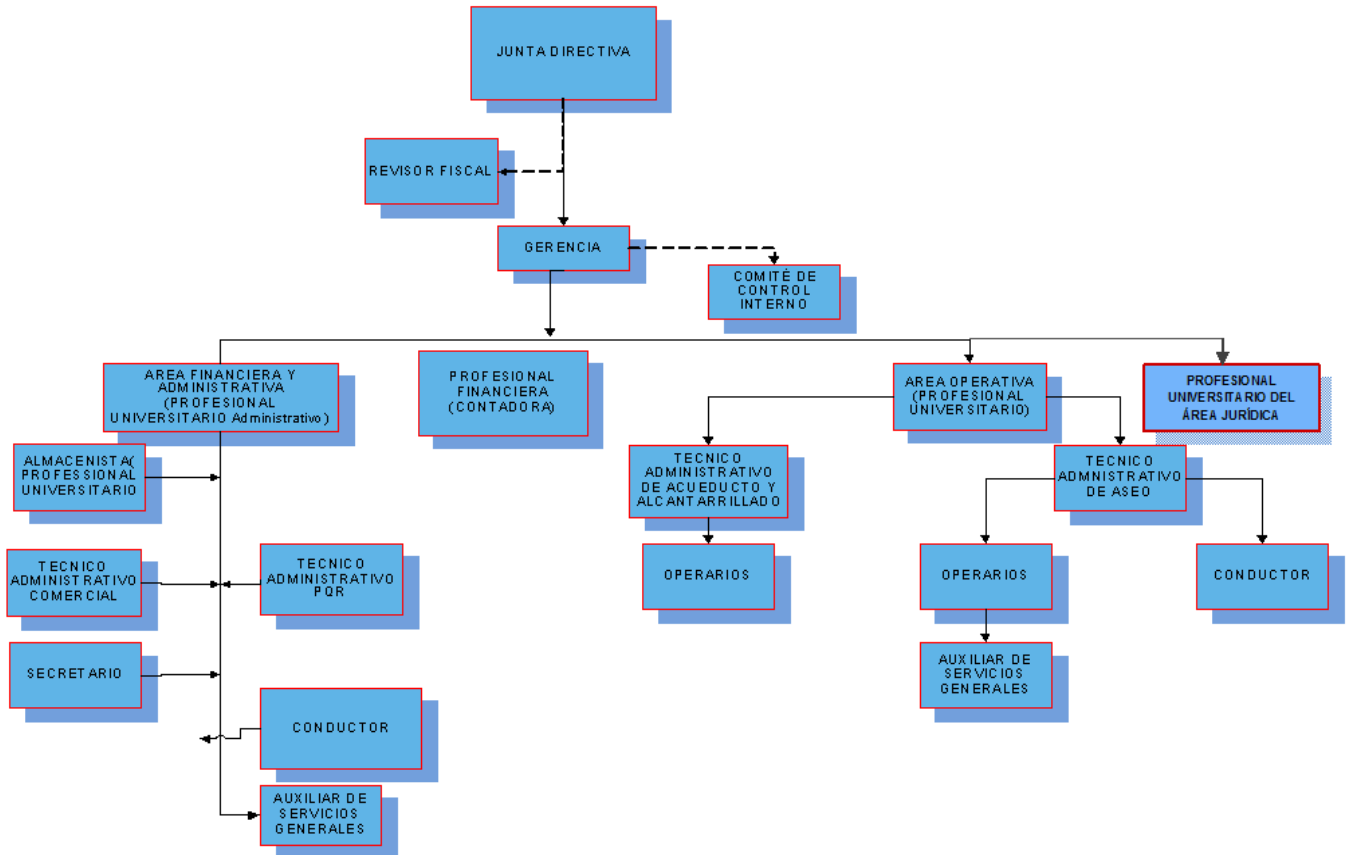 JUNTA DIRECTIVA
REVISOR FISCAL
GERENCIA
COMITÉ DE
CONTROL
INTERNO
AREA FINANCIERA Y
ADMINISTRATIVA
(PROFESIONAL
UNIVERSITARIO Administrativo)
PROFESIONAL
FINANCIERA
(CONTADORA)
AREA OPERATIVA
(PROFESIONAL
UNIVERSITARIO)
PROFESIONAL
UNIVERSITARIO DEL
ÁREA JURÍDICA
ALMACENISTA(
PROFESSIONAL
UNIVERSITARIO
TECNICO
ADMINISTRATIVO
DE ACUEDUCTO Y
ALCANTARRILLADO
TECNICO
ADMNISTRATIVO
DE ASEO
TECNICO
ADMINISTRATIVO
COMERCIAL
TECNICO
ADMINISTRATIVO
PQR
OPERARIOS
OPERARIOS
CONDUCTOR
SECRETARIO
AUXILIAR DE
SERVICIOS
GENERALES
CONDUCTOR
AUXILIAR DE
SERVICIOS
GENERALES